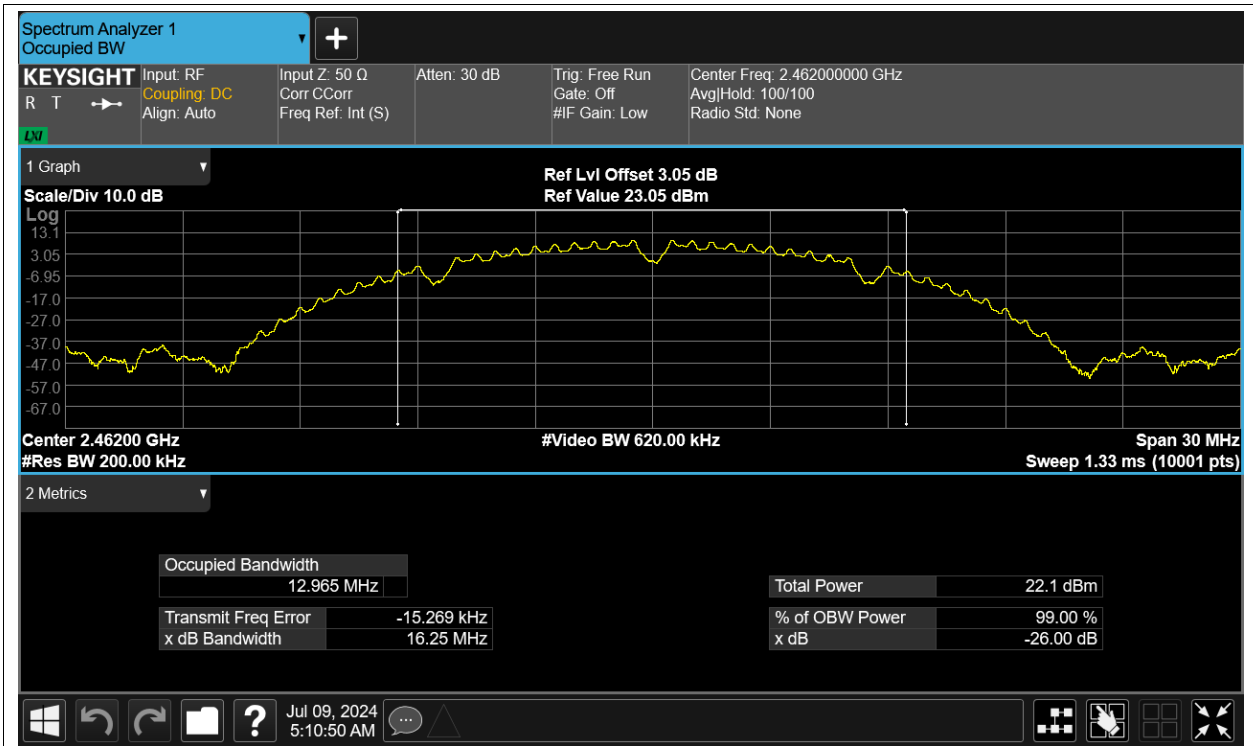 Spectrum Analyzer 1
Occupied BW
KEYSIGHT
R T
LXI
Input: RF
Coupling: DC
Align: Auto
Input Z: 50 Ω
Corr CCorr
Freq Ref: Int (S)
Atten: 30 dB
Trig: Free Run
Gate: Off
#IF Gain: Low
Center Freq: 2.462000000 GHz
Avg|Hold: 100/100
Radio Std: None
1 Graph
Scale/Div 10.0 dB
Ref Lvl Offset 3.05 dB
Ref Value 23.05 dBm
Log
13.1
3.05
-6.95
-17.0
-27.0
-37.0
-47.0
-57.0
-67.0
Center 2.46200 GHz
#Video BW 620.00 kHz
Span 30 MHz
#Res BW 200.00 kHz
Sweep 1.33 ms (10001 pts)
2 Metrics
Occupied Bandwidth
12.965 MHz
Transmit Freq Error -15.269 kHz
x dB Bandwidth 16.25 MHz
Total Power 22.1 dBm
% of OBW Power 99.00 %
x dB -26.00 dB
?
Jul 09, 2024
5:10:50 AM